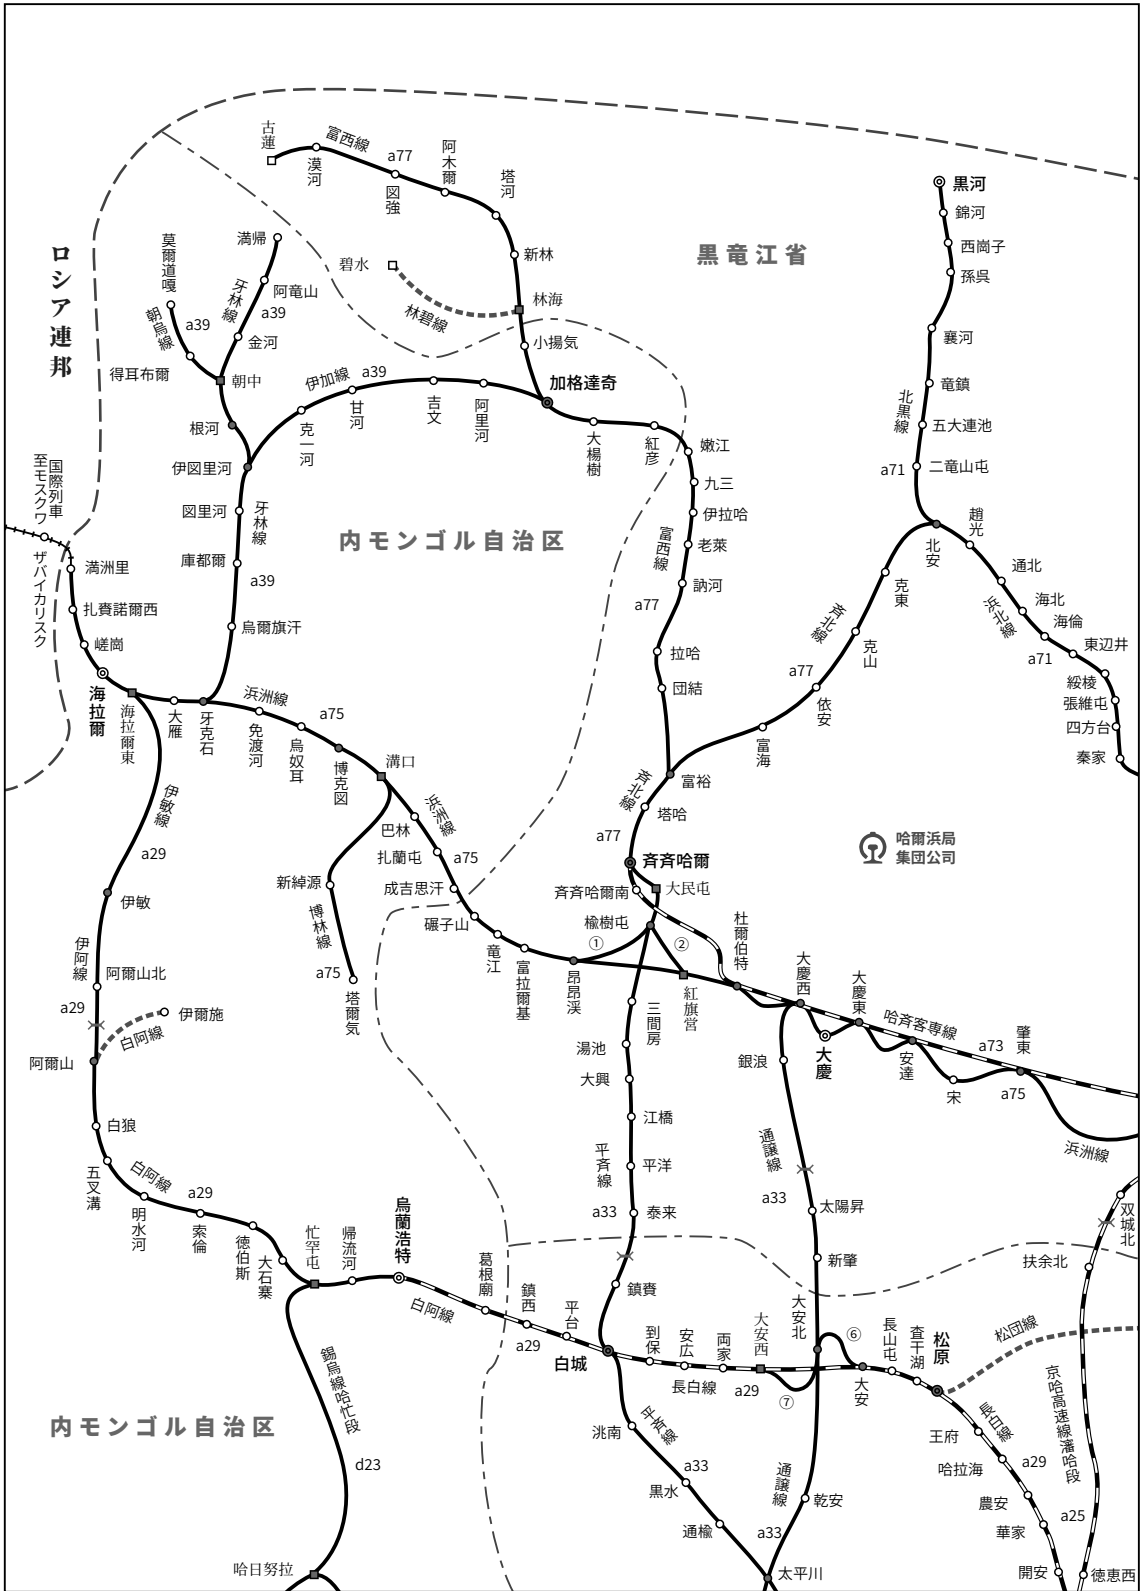 古蓮
富西線
漠河
a77
図強
阿木爾
塔河
新林
碧水
林碧線
林海
小揚気
加格達奇
黒竜江省
黒河
錦河
西崗子
孫呉
襄河
竜鎮
北黒線
五大連池
a71
二竜山屯
北安
趙光
通北
海北
浜北線
海倫
a71
東辺井
綏棱
張維屯
四方台
秦家
ロシア連邦
莫爾道嘎
朝烏線
a39
得耳布爾
満帰
牙林線
阿竜山
a39
金河
朝中
根河
伊図里河
伊加線
a39
克一河
甘河
吉文
阿里河
大楊樹
紅彦
嫩江
九三
伊拉哈
富西線
老萊
訥河
a77
拉哈
団結
図里河
牙林線
庫都爾
a39
烏爾旗汗
内モンゴル自治区
国際列車
至モスクワ
ザバイカリスク
満洲里
扎賚諾爾西
嵯崗
海拉爾
海拉爾東
大雁
牙克石
浜洲線
免渡河
a75
烏奴耳
博克図
溝口
巴林
浜洲線
扎蘭屯
a75
成吉思汗
碾子山
竜江
富拉爾基
昂昂渓
新綽源
博林線
a75
塔爾気
克東
斉北線
克山
a77
依安
富海
富裕
斉北線
塔哈
a77
斉斉哈爾
大民屯
斉斉哈爾南
楡樹屯
①
②
紅旗営
杜爾伯特
大慶西
大慶東
大慶
哈斉客専線
安達
a73
肇東
宋
a75
浜洲線
哈爾浜局
集団公司
伊敏線
a29
伊敏
伊阿線
阿爾山北
a29
伊爾施
白阿線
阿爾山
白狼
五叉溝
白阿線
a29
明水河
索倫
徳伯斯
大石寨
忙罕屯
帰流河
烏蘭浩特
白阿線
葛根廟
鎮西
a29
平台
白城
三間房
湯池
大興
江橋
平斉線
平洋
a33
泰来
鎮賚
銀浪
通譲線
a33
太陽昇
新肇
大安北
到保
安広
両家
大安西
長白線
a29
⑥
⑦
大安
長山屯
査干湖
松原
松団線
扶余北
双城北
京哈高速線瀋哈段
長白線
王府
哈拉海
a29
農安
華家
a25
開安
徳恵西
錫烏線哈忙段
内モンゴル自治区
d23
哈日努拉
洮南
平斉線
a33
黒水
通楡
通譲線
乾安
a33
太平川